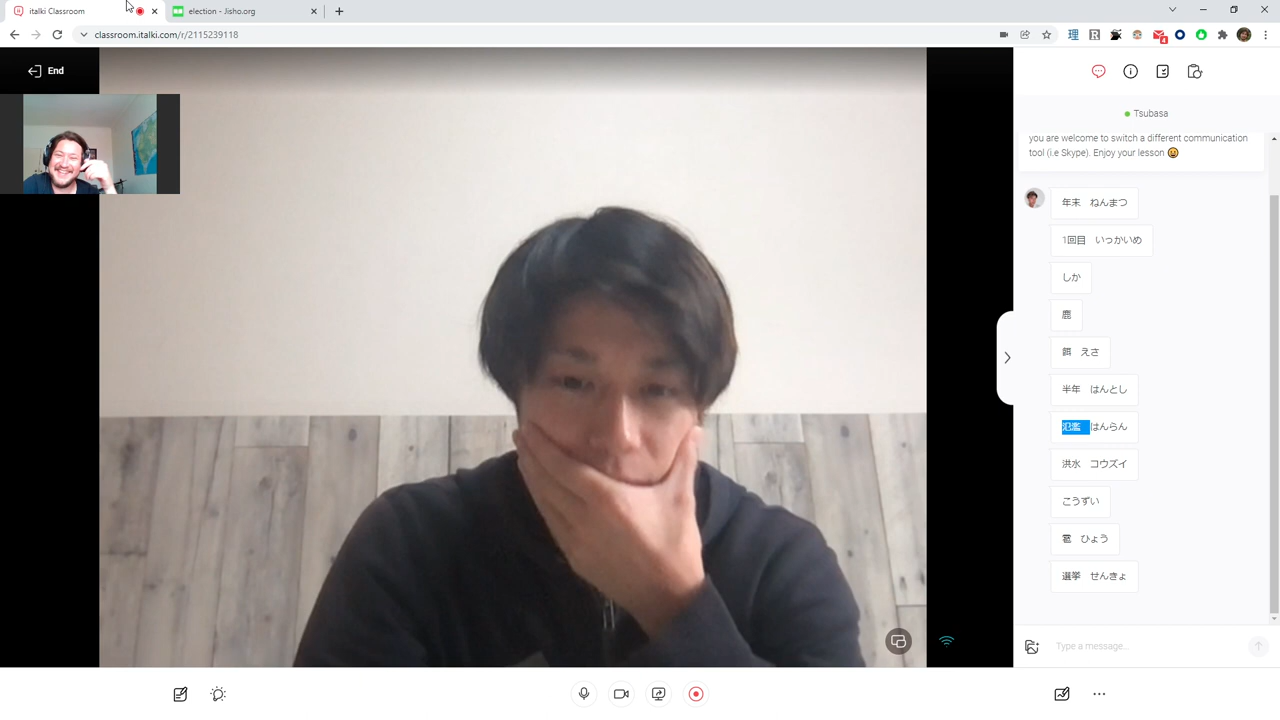 italki Classroom
election - Jisho.org
classroom.italki.com/r/2115239118
4
End
Tsubasa
you are welcome to switch a different communication
tool (i.e Skype). Enjoy your lesson
年末　ねんまつ
1回目　いっかいめ
しか
鹿
餌　えさ
半年　はんとし
氾濫　はんらん
洪水　コウズイ
こうずい
雹　ひょう
選挙　せんきょ
Type a message...